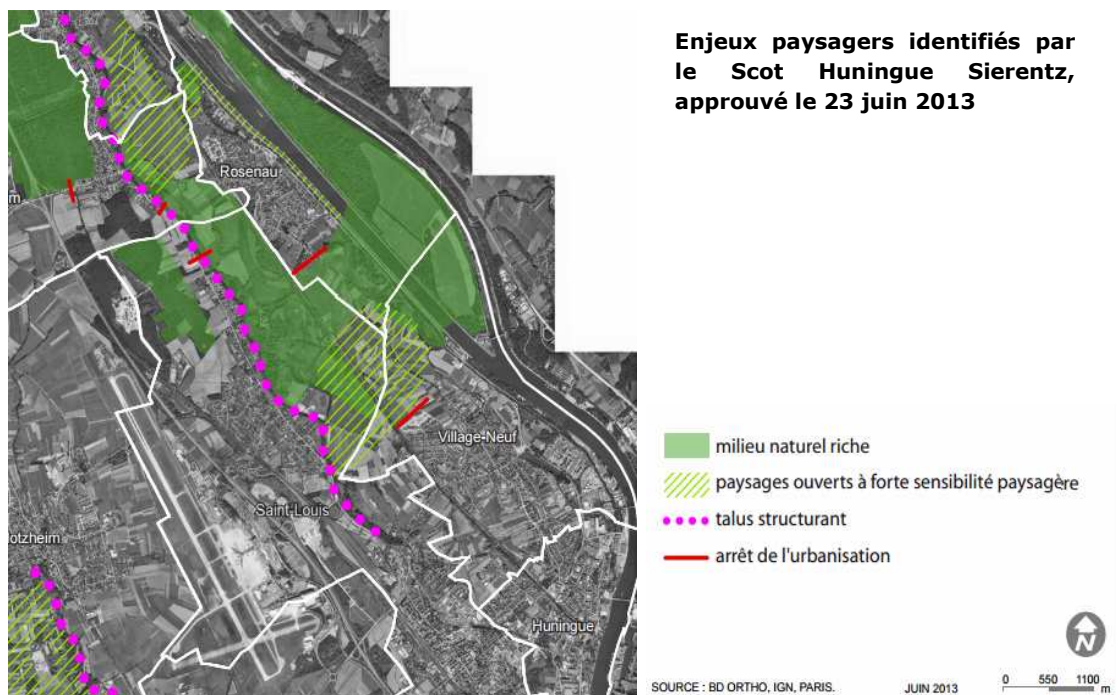 Enjeux paysagers identifiés par
le Scot Huningue Sierentz,
approuvé le 23 juin 2013
Rosenau
m
Village-Neuf
Saint-Louis
lotzheim
Huningue
milieu naturel riche
paysages ouverts à forte sensibilité paysagère
talus structurant
arrêt de l'urbanisation
N
SOURCE : BD ORTHO, IGN, PARIS.
JUIN 2013
0 550 1100 m